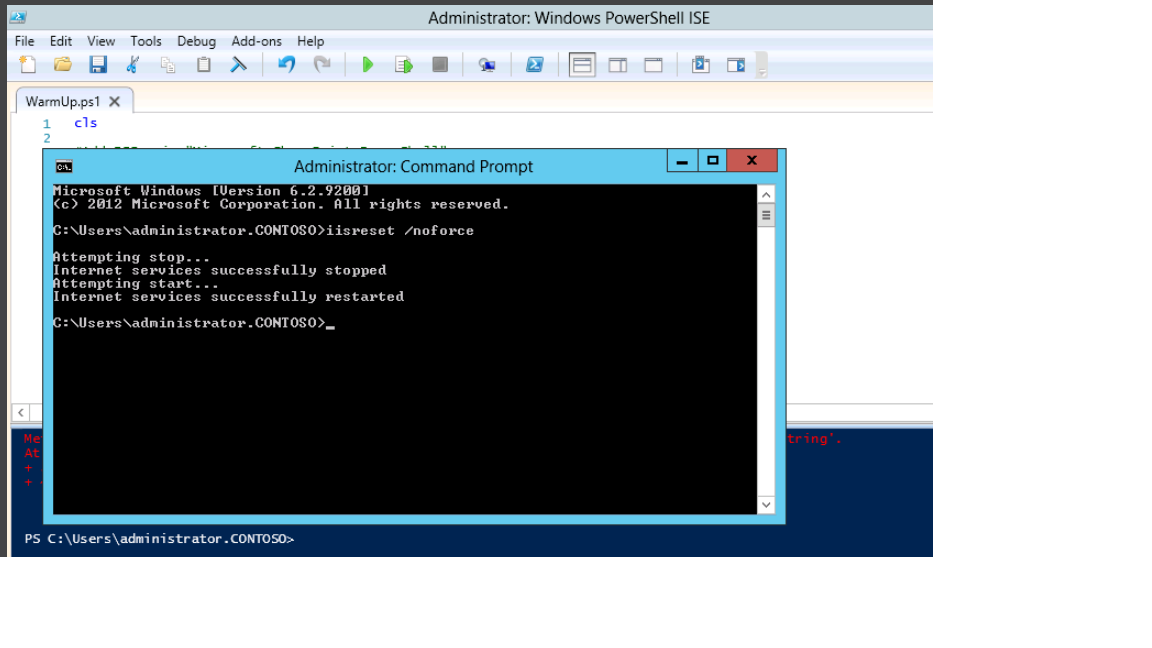 Administrator: Windows PowerShell ISE
File Edit View Tools Debug Add-ons Help
WarmUp.ps1
1 cls
2
Administrator: Command Prompt
Microsoft Windows [Version 6.2.9200]
(c) 2012 Microsoft Corporation. All rights reserved.
C:\Users\administrator.CONTOSO>iisreset /noforce
Attempting stop...
Internet services successfully stopped
Attempting start...
Internet services successfully restarted
C:\Users\administrator.CONTOSO>_
Me tring'.
At
+
+
PS C:\Users\administrator.CONTOSO>